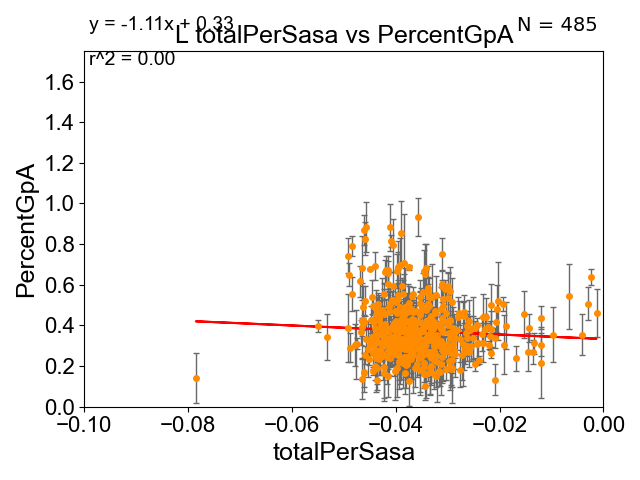 y = -1.11x + 0.33
N = 485
L totalPerSasa vs PercentGpA
r^2 = 0.00
PercentGpA
1.6
1.4
1.2
1.0
0.8
0.6
0.4
0.2
0.0
−0.10
−0.08
−0.06
−0.04
−0.02
0.00
totalPerSasa